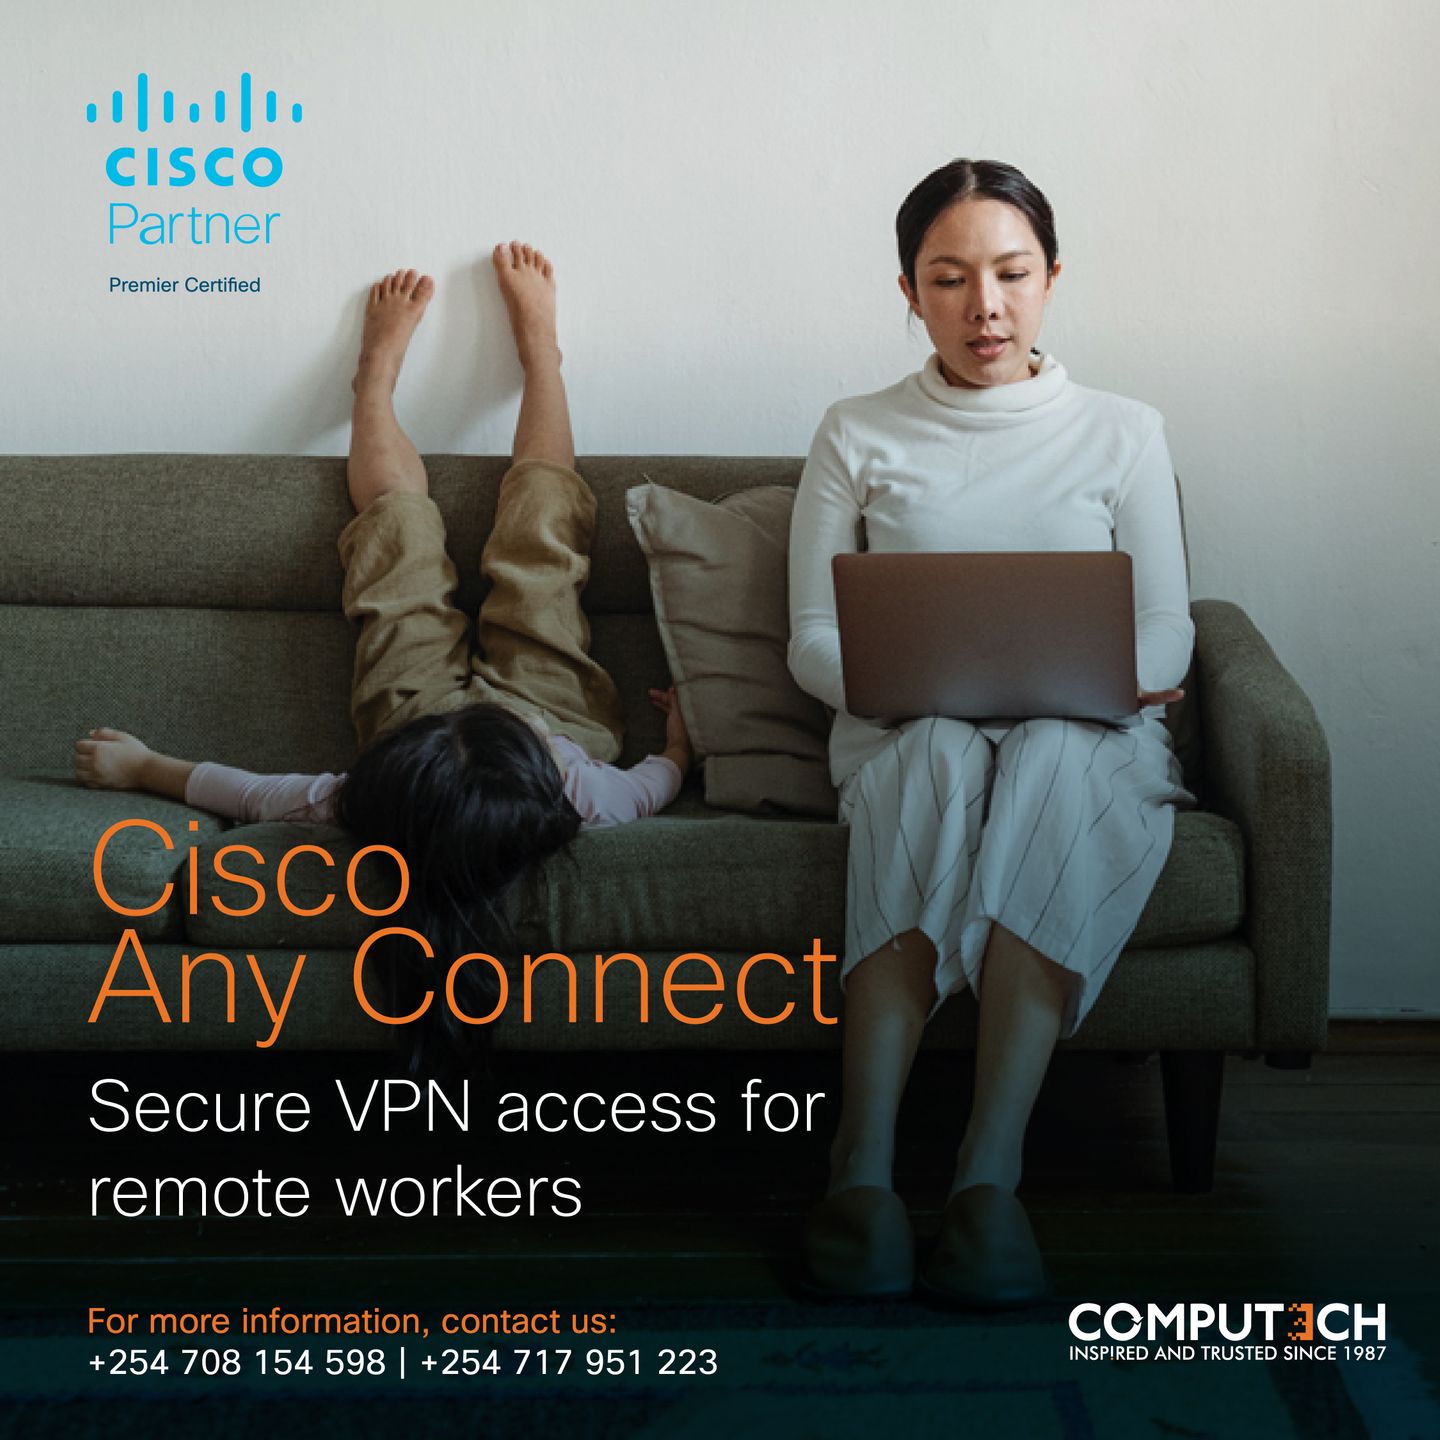 CISCO
Partner
Premier Certified
Cisco
Any Connect
Secure VPN access for
remote workers
For more information, contact us:
+254 708 154 598 | +254 717 951 223
COMPUTECH
INSPIRED AND TRUSTED SINCE 1987